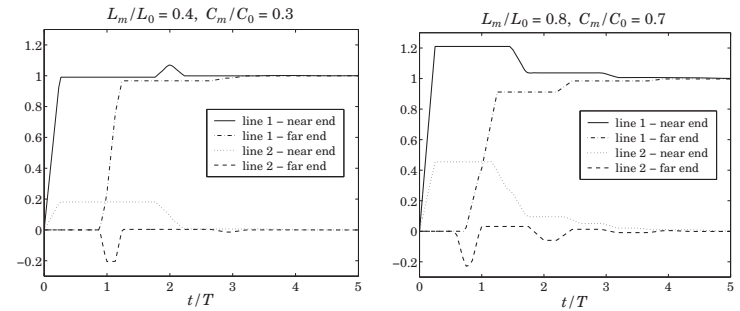 L_m/L_0 = 0.4, C_m/C_0 = 0.3
1.2
1
0.8
0.6
0.4
0.2
0
−0.2
line 1 – near end
line 1 – far end
line 2 – near end
line 2 – far end
0 1 2 3 4 5
t/T
L_m/L_0 = 0.8, C_m/C_0 = 0.7
1.2
1
0.8
0.6
0.4
0.2
0
−0.2
line 1 – near end
line 1 – far end
line 2 – near end
line 2 – far end
0 1 2 3 4 5
t/T